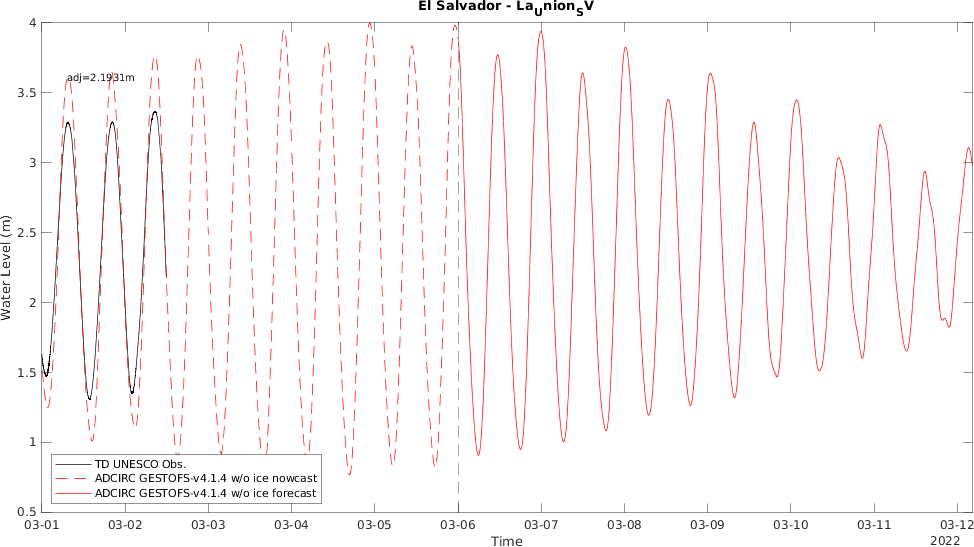 El Salvador - LaUnionSV
adj=2.1931m
Water Level (m)
4
3.5
3
2.5
2
1.5
1
0.5
TD UNESCO Obs.
ADCIRC GESTOFS-v4.1.4 w/o ice nowcast
ADCIRC GESTOFS-v4.1.4 w/o ice forecast
03-01 03-02 03-03 03-04 03-05 03-06 03-07 03-08 03-09 03-10 03-11 03-12
Time
2022